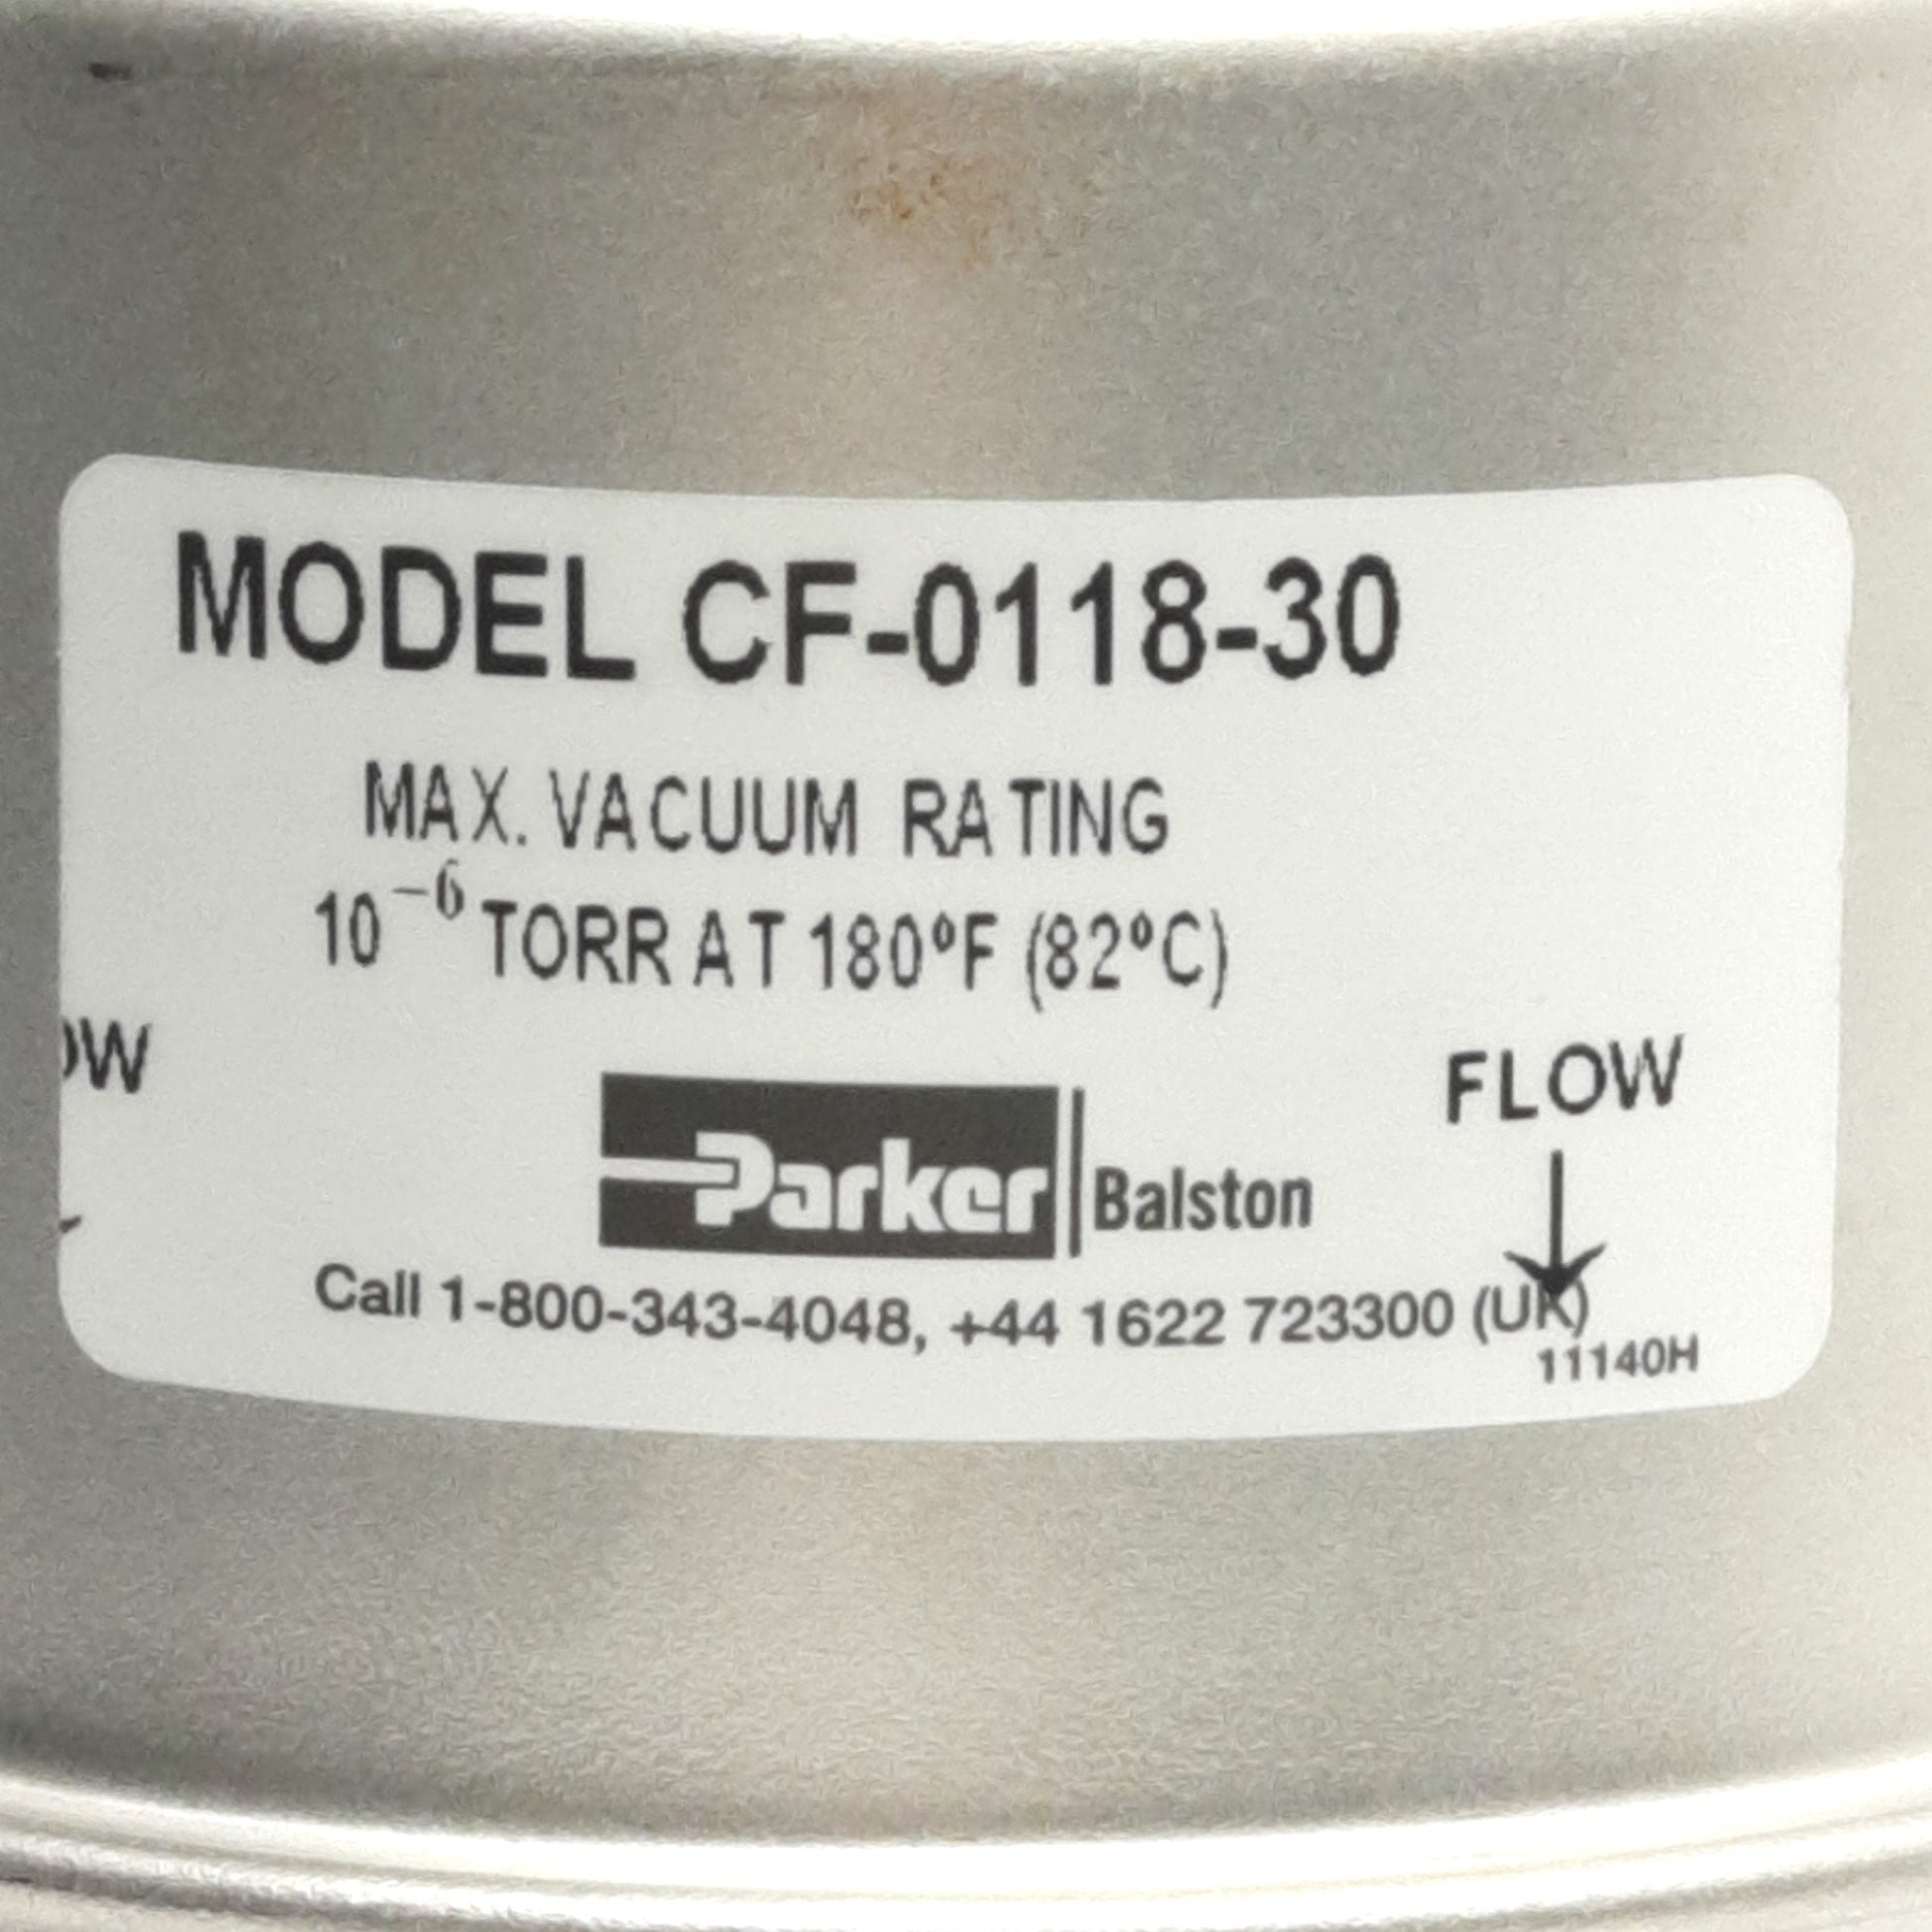 MODEL CF-0118-30
MAX. VACUUM RATING
10⁻⁶ TORR AT 180°F (82°C)
OW
FLOW
Parker Balston
Call 1-800-343-4048, +44 1622 723300 (UK)
11140H